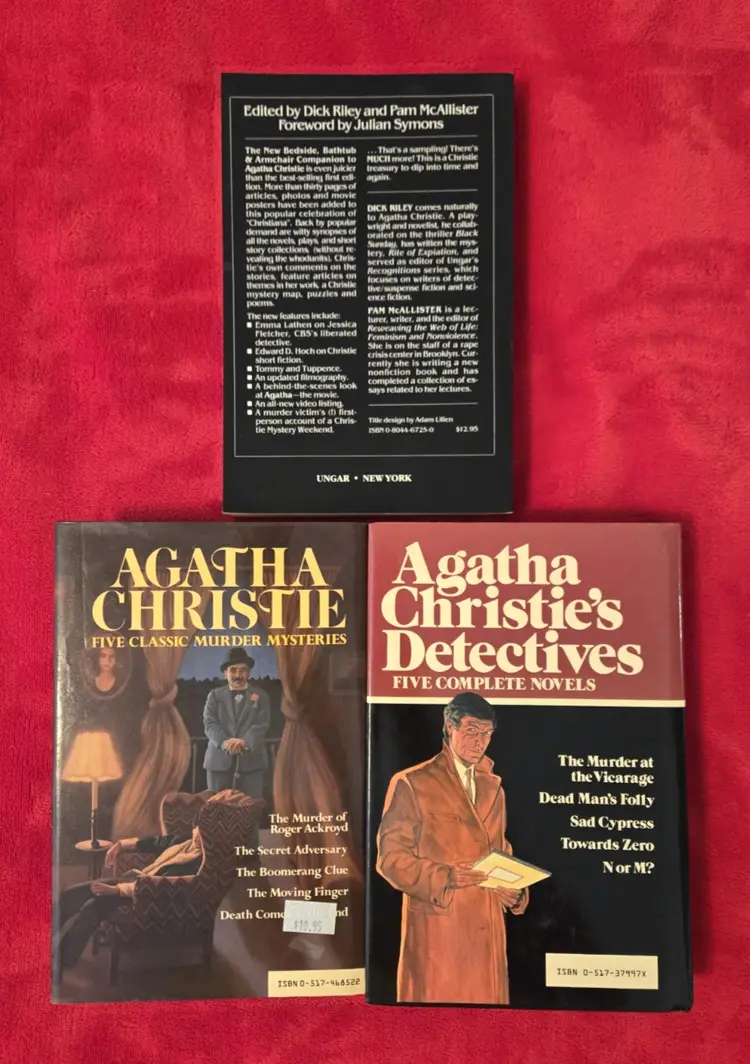 Edited by Dick Riley and Pam McAllister
Foreword by Julian Symons
The New Bedside, Bathtub
& Armchair Companion to
Agatha Christie is even juicier
than the best-selling first edi-
tion. More than thirty pages of
articles, photos and movie
posters have been added to
this popular celebration of
"Christiana". Back by popular
demand are witty synopses of
all the novels, plays, and short
story collections, (without re-
vealing the whodunits), Chris-
tie's own comments on the
stories, feature articles on
themes in her work, a Christie
mystery map, puzzles and
poems.
The new features include:
■ Emma Lathen on Jessica
Fletcher, CBS's liberated
detective.
■ Edward D. Hoch on Christie
short fiction.
■ Tommy and Tuppence.
■ An updated filmography.
■ A behind-the-scenes look
at Agatha—the movie.
■ An all-new video listing.
■ A murder victim's (!) first-
person account of a Chris-
tie Mystery Weekend.
...That's a sampling! There's
MUCH more! This is a Christie
treasury to dip into time and
again.
DICK RILEY comes naturally
to Agatha Christie. A play-
wright and novelist, he collab-
orated on the thriller Black
Sunday, has written the mys-
tery, Rite of Expiation, and
served as editor of Ungar's
Recognitions series, which
focuses on writers of detec-
tive/suspense fiction and sci-
ence fiction.
PAM McALLISTER is a lec-
turer, writer, and the editor of
Reweaving the Web of Life:
Feminism and Nonviolence.
She is on the staff of a rape
crisis center in Brooklyn. Cur-
rently she is writing a new
nonfiction book and has
completed a collection of es-
says related to her lectures.
Title design by Adam Lilien
ISBN 0-8044-6725-0 $12.95
UNGAR • NEW YORK
AGATHA
CHRISTIE
FIVE CLASSIC MURDER MYSTERIES
The Murder of
Roger Ackroyd
The Secret Adversary
The Boomerang Clue
The Moving Finger
Death
$10.95
ISBN 0-517-468522
Agatha
Christie's
Detectives
FIVE COMPLETE NOVELS
The Murder at
the Vicarage
Dead Man's Folly
Sad Cypress
Towards Zero
N or M?
ISBN 0-517-37997X